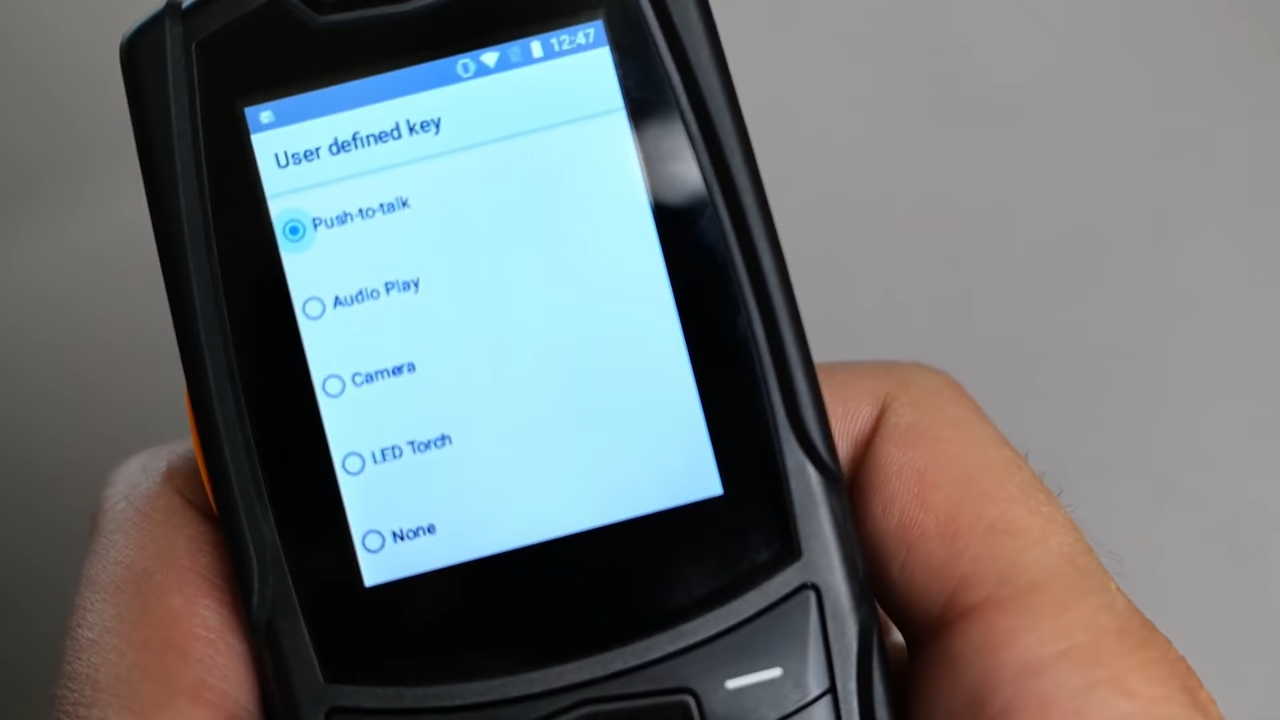 12:47
User defined key
Push-to-talk
Audio Play
Camera
LED Torch
None